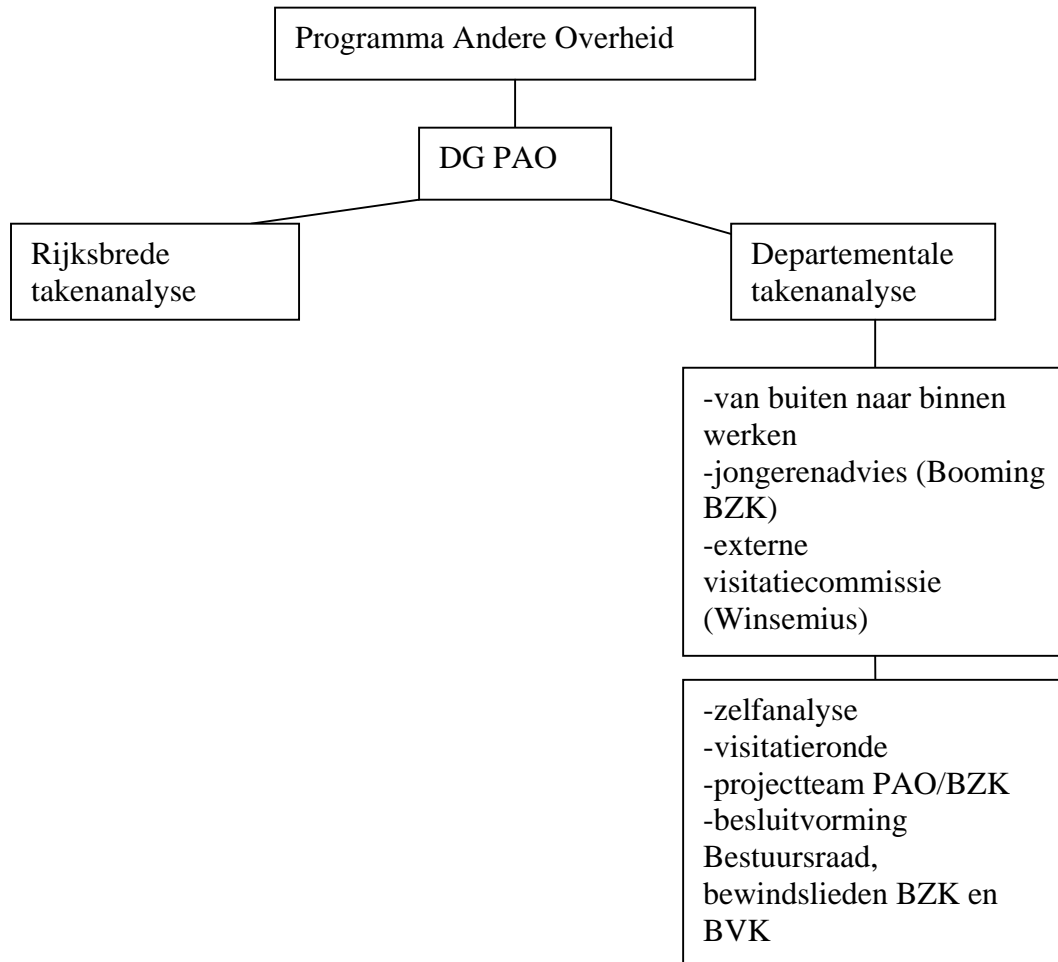 Programma Andere Overheid
DG PAO
Rijksbrede
takenanalyse
Departementale
takenanalyse
-van buiten naar binnen
werken
-jongerenadvies (Booming
BZK)
-externe
visitatiecommissie
(Winsemius)
-zelfanalyse
-visitatieronde
-projectteam PAO/BZK
-besluitvorming
Bestuursraad,
bewindslieden BZK en
BVK